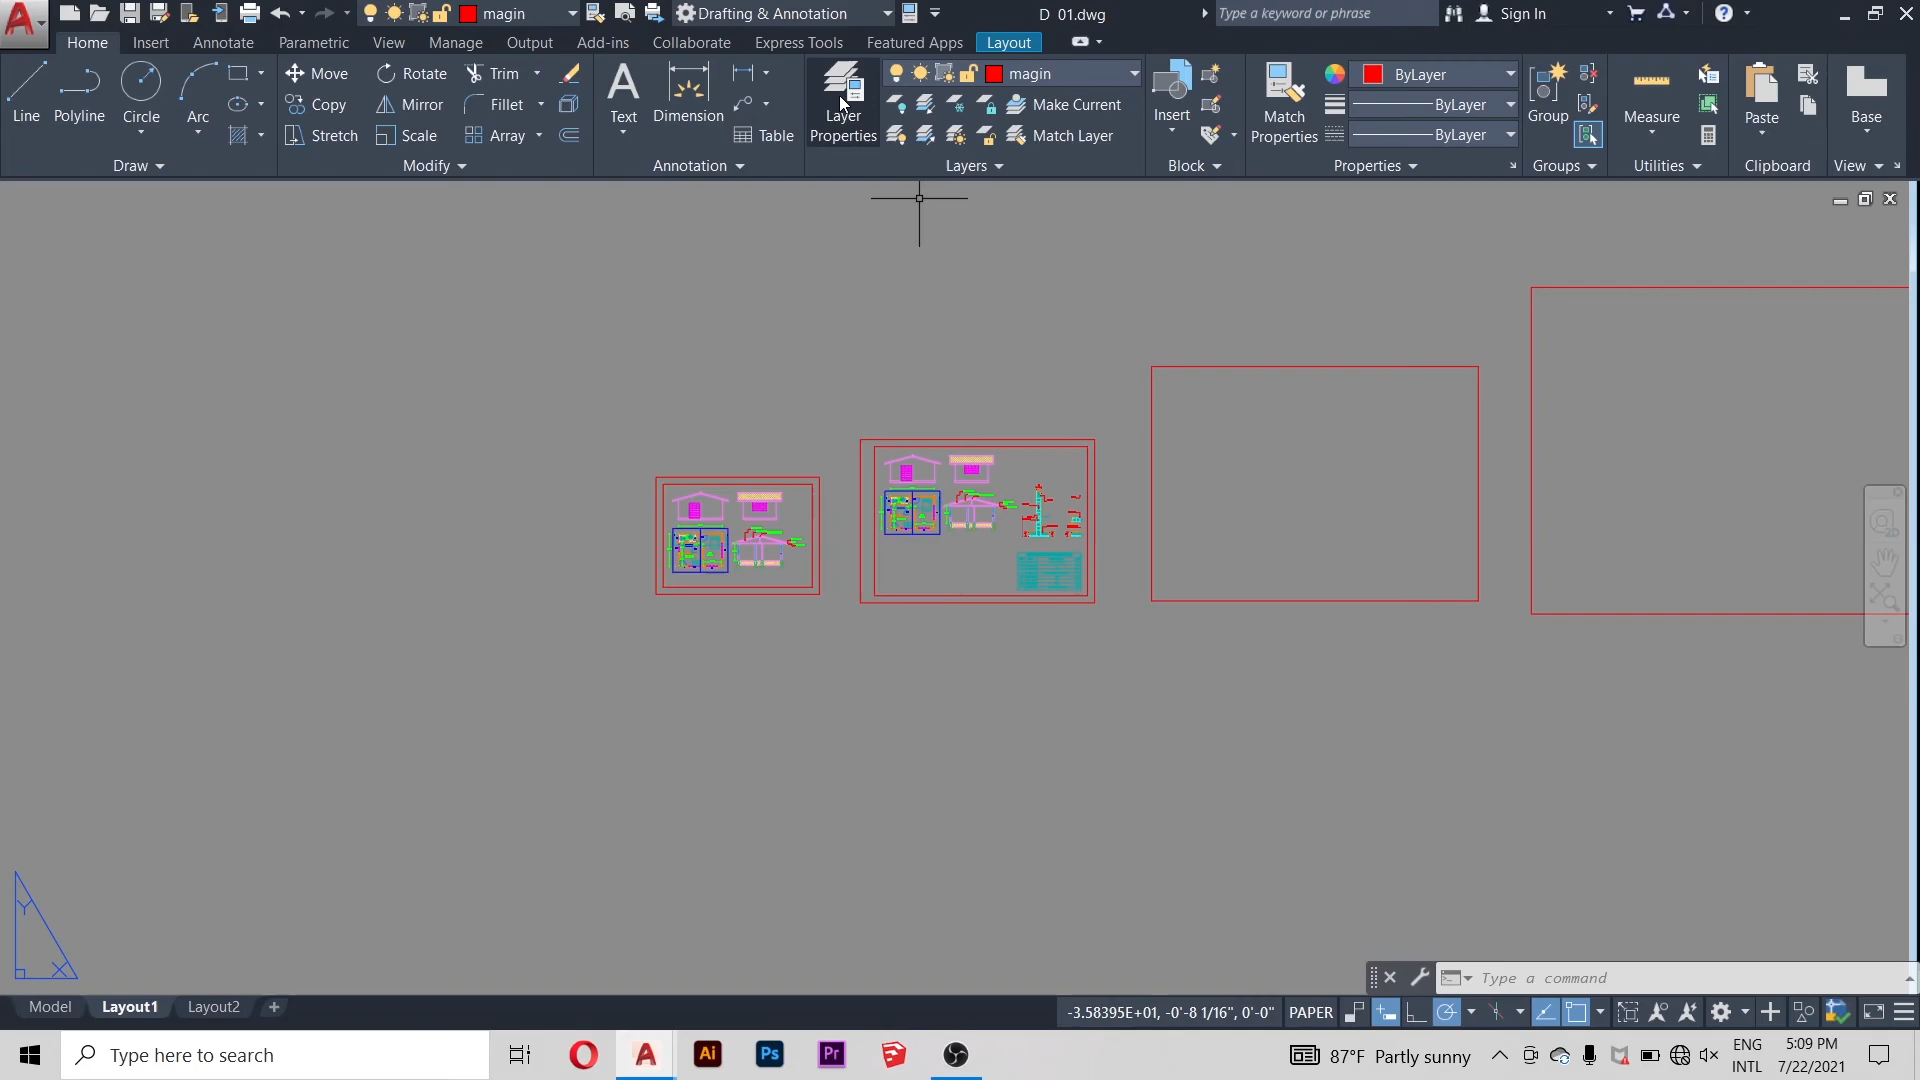 magin
Drafting & Annotation
D 01.dwg
Type a keyword or phrase
Sign In
Home
Insert
Annotate
Parametric
View
Manage
Output
Add-ins
Collaborate
Express Tools
Featured Apps
Layout
Line
Polyline
Circle
Arc
Draw
Move
Rotate
Trim
Copy
Mirror
Fillet
Stretch
Scale
Array
Modify
Text
Dimension
Table
Annotation
Layer
Properties
magin
Make Current
Match Layer
Layers
Insert
Block
Match
Properties
ByLayer
ByLayer
ByLayer
Properties
Group
Groups
Measure
Utilities
Paste
Clipboard
Base
View
Y
X
Type a command
Model
Layout1
Layout2
-3.58395E+01, -0'-8 1/16", 0'-0"
PAPER
Type here to search
Ai
Ps
Pr
87°F Partly sunny
ENG
INTL
5:09 PM
7/22/2021